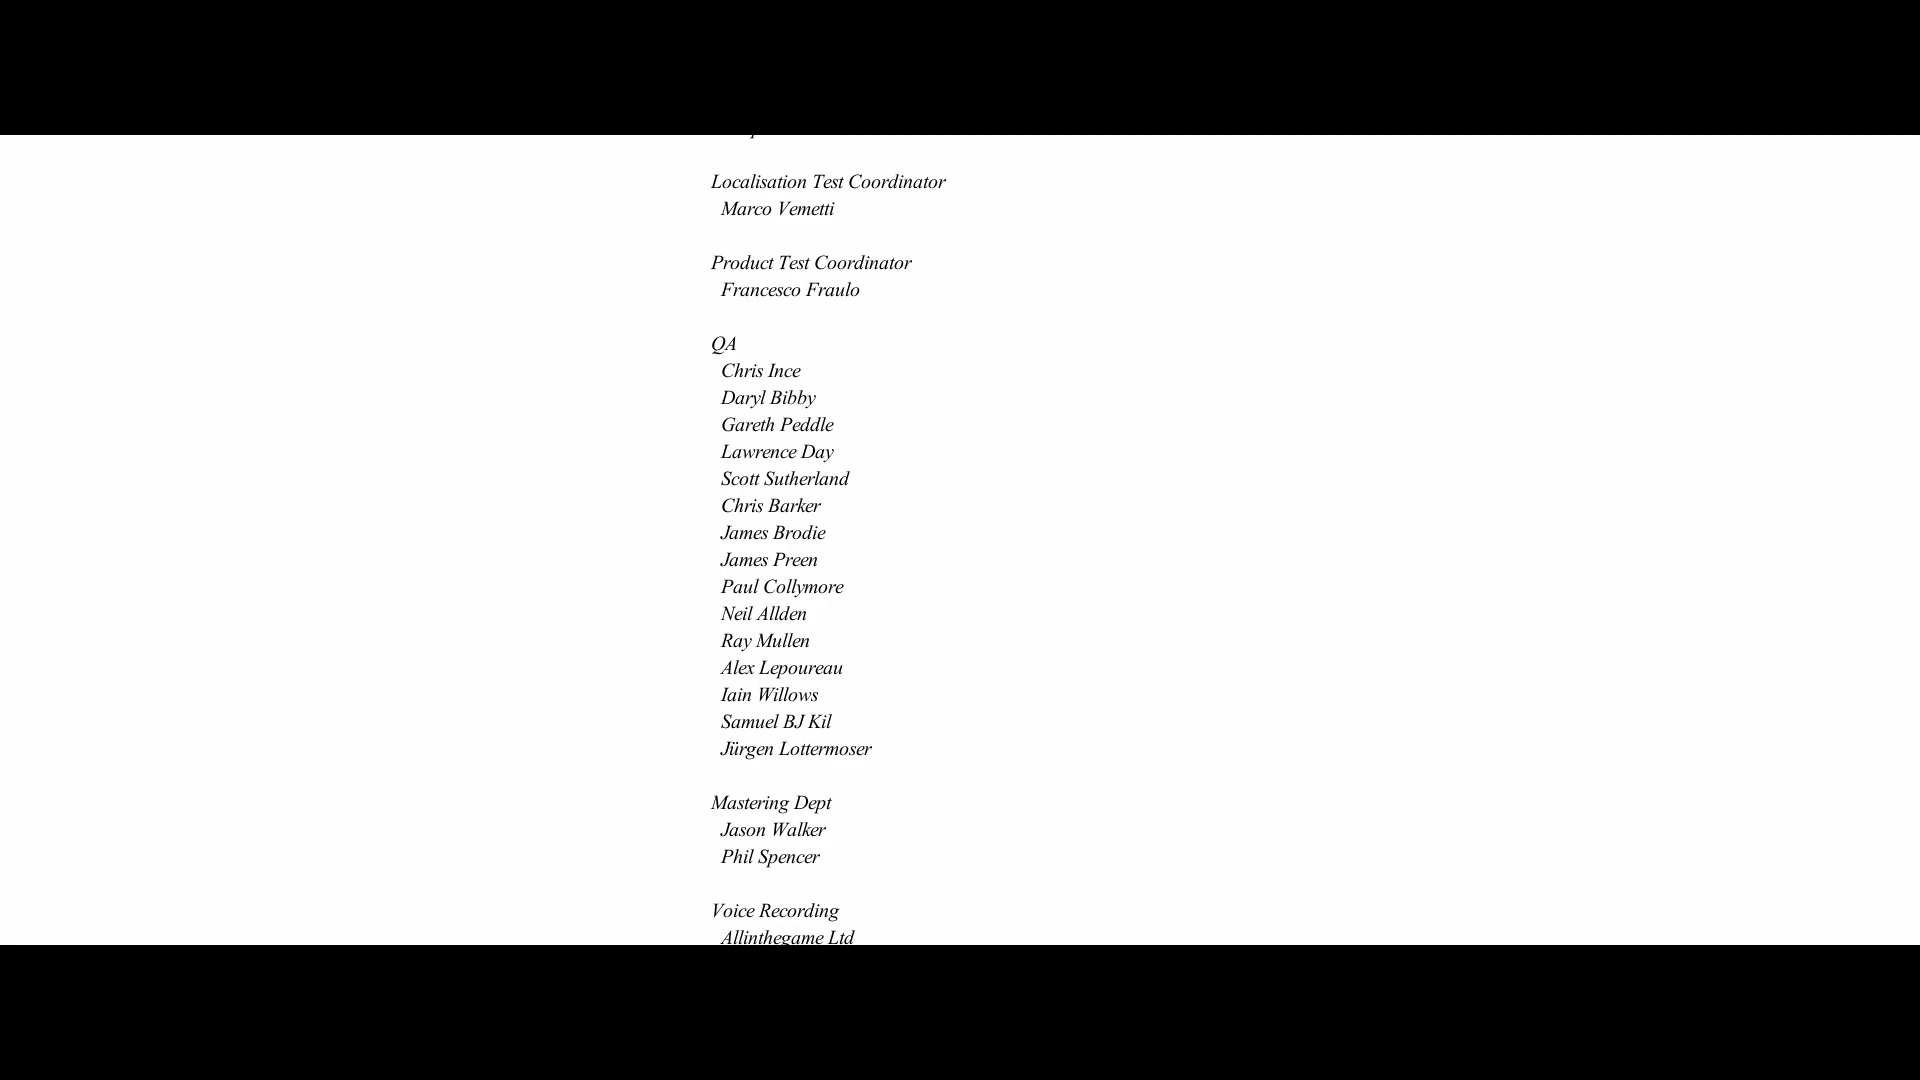 Localisation Test Coordinator
Marco Vemetti
Product Test Coordinator
Francesco Fraulo
QA
Chris Ince
Daryl Bibby
Gareth Peddle
Lawrence Day
Scott Sutherland
Chris Barker
James Brodie
James Preen
Paul Collymore
Neil Allden
Ray Mullen
Alex Lepoureau
Iain Willows
Samuel BJ Kil
Jürgen Lottermoser
Mastering Dept
Jason Walker
Phil Spencer
Voice Recording
Allinthegame Ltd